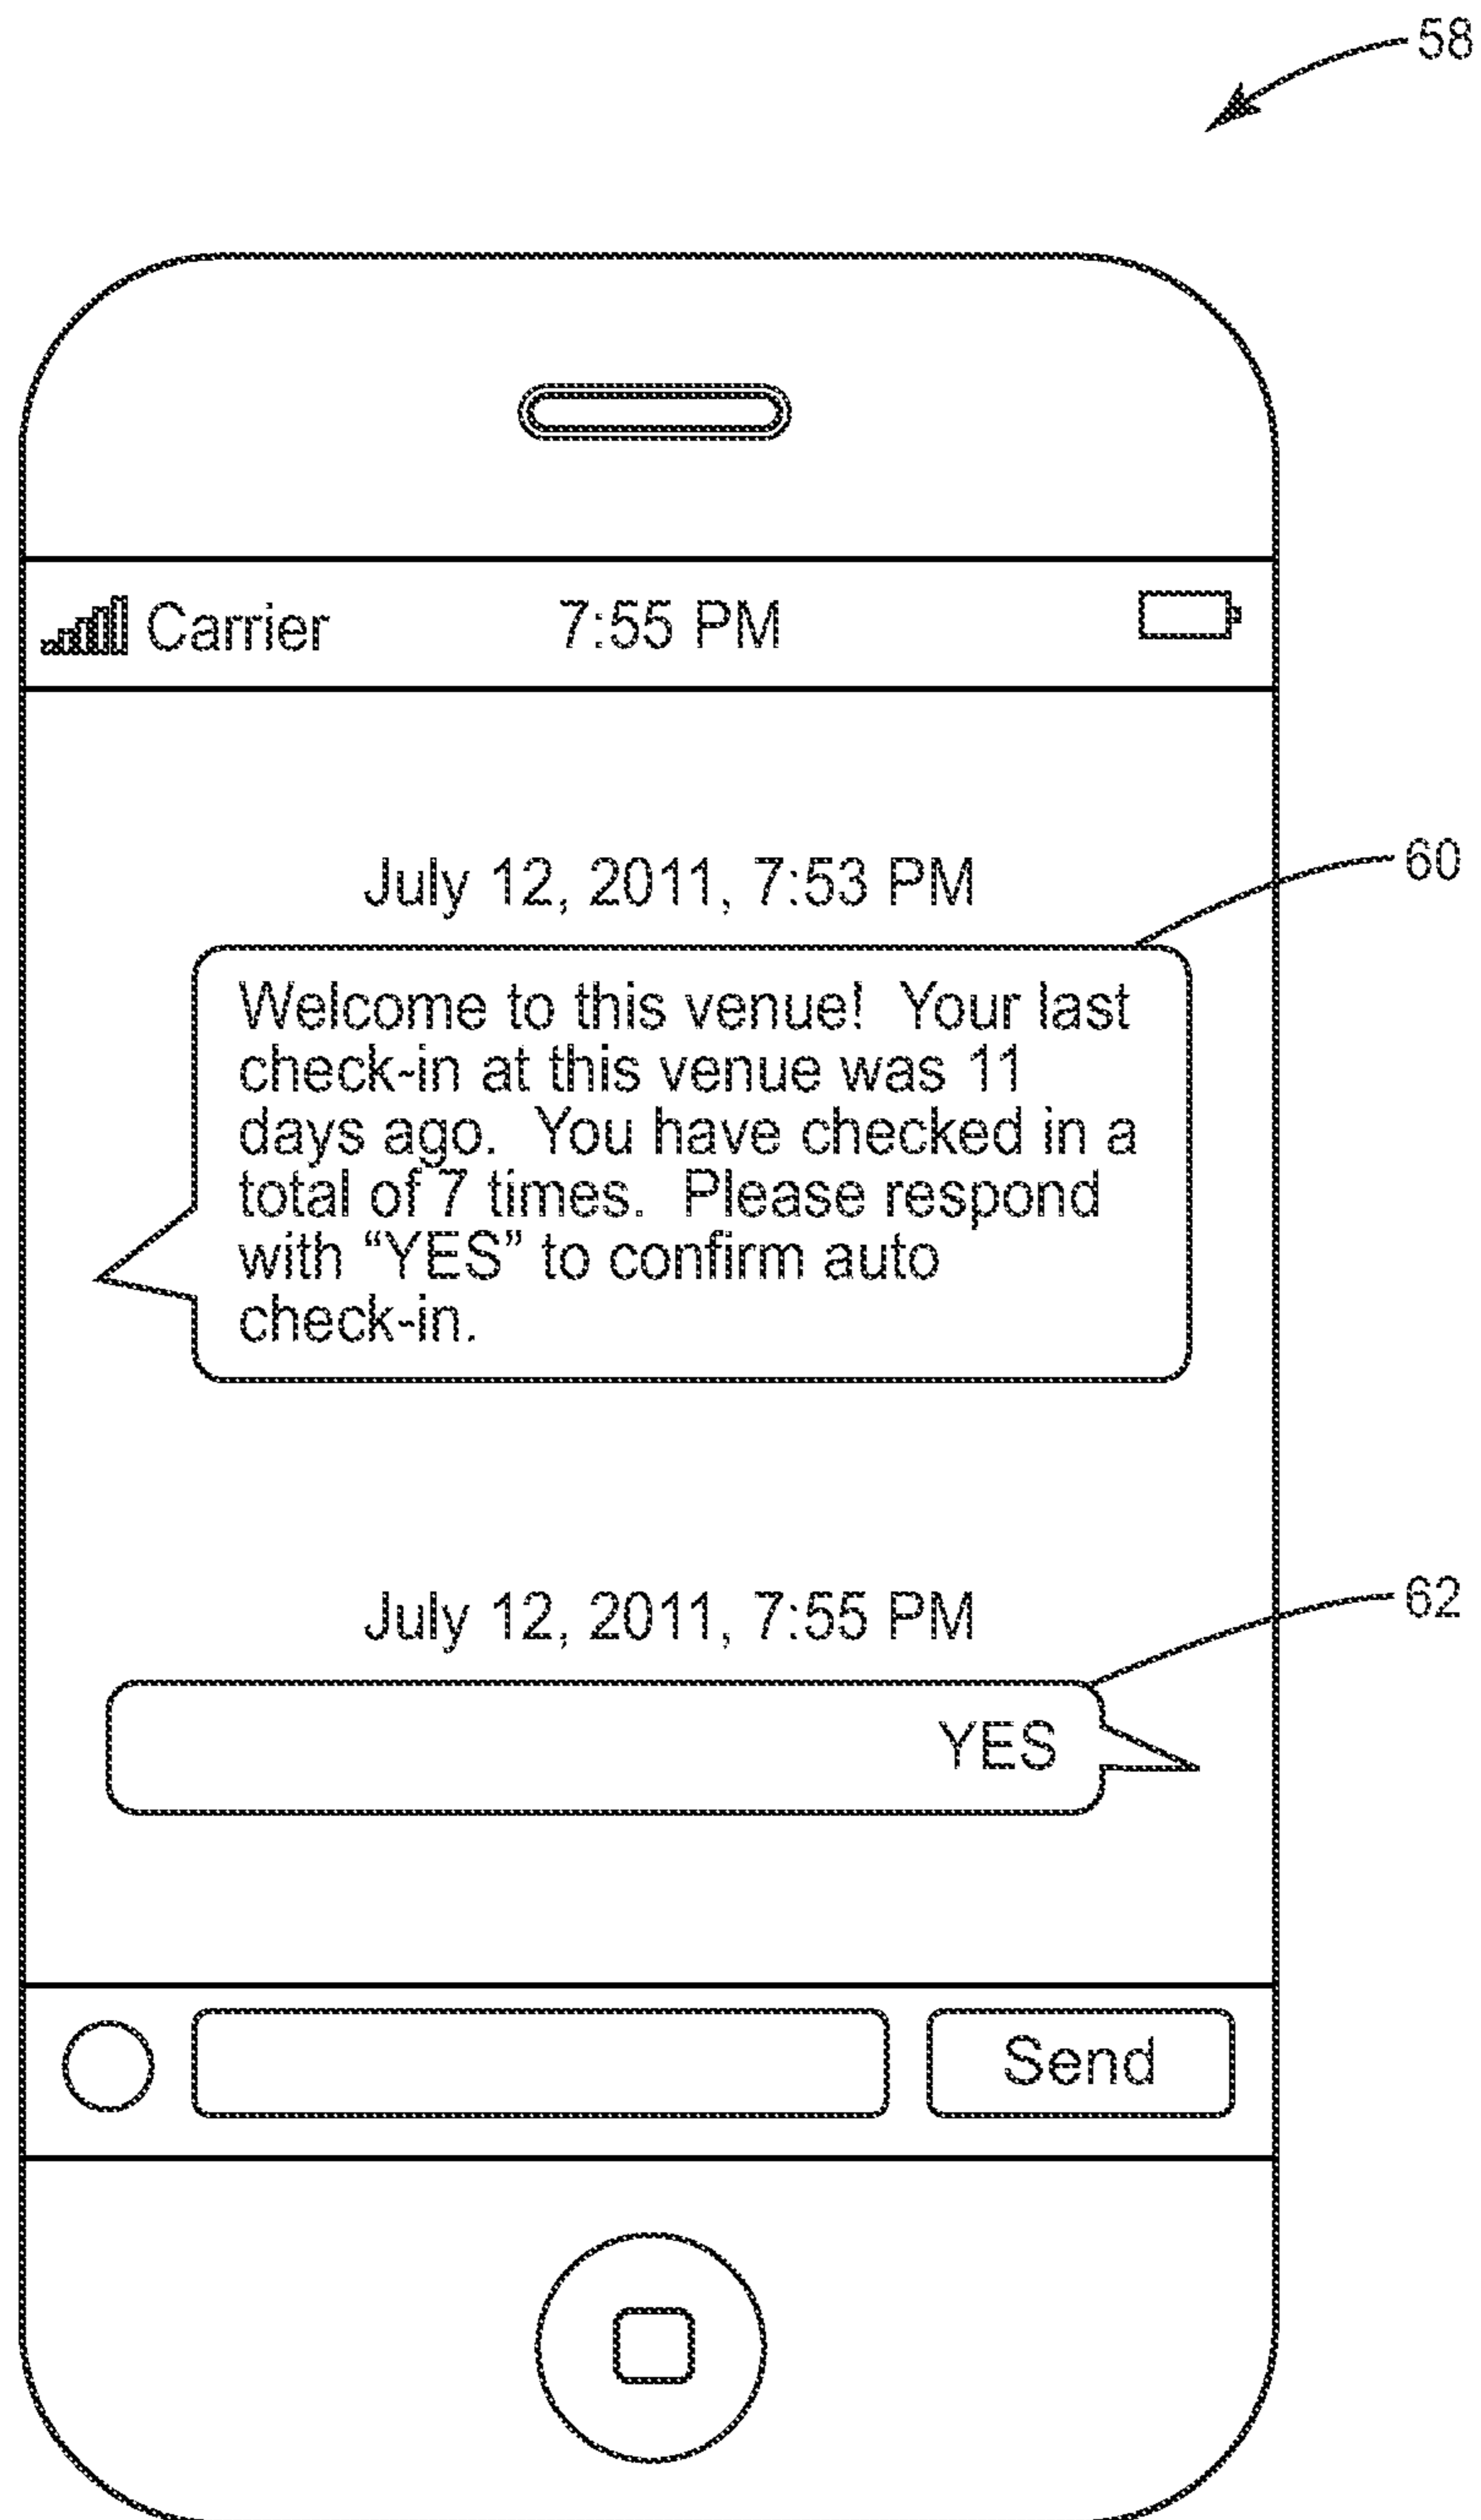 58
Carrier 7:55 PM
July 12, 2011, 7:53 PM
60
Welcome to this venue! Your last
check-in at this venue was 11
days ago. You have checked in a
total of 7 times. Please respond
with “YES” to confirm auto
check-in.
July 12, 2011, 7:55 PM
62
YES
Send